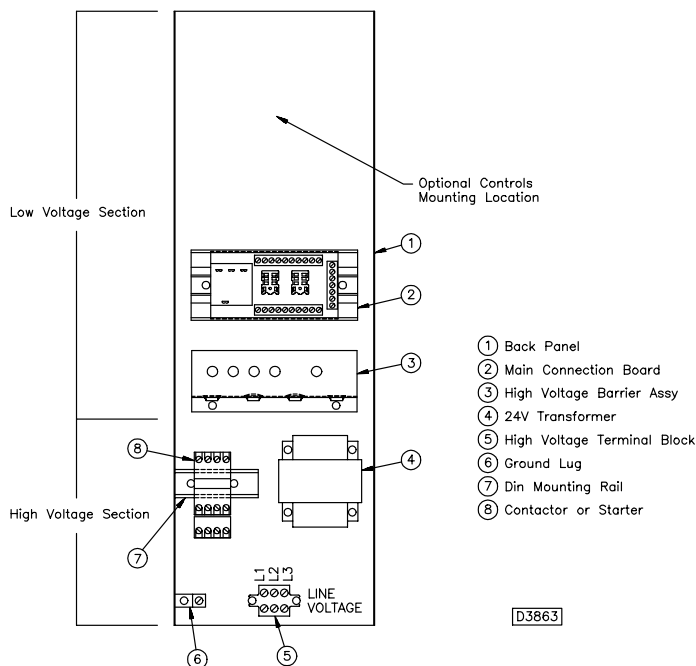 Optional Controls
Mounting Location
Low Voltage Section
1
2
3
1 Back Panel
2 Main Connection Board
3 High Voltage Barrier Assy
4 24V Transformer
5 High Voltage Terminal Block
6 Ground Lug
7 Din Mounting Rail
8 Contactor or Starter
8
4
High Voltage Section
7
L1 L2 L3
LINE
VOLTAGE
6
5
D3863